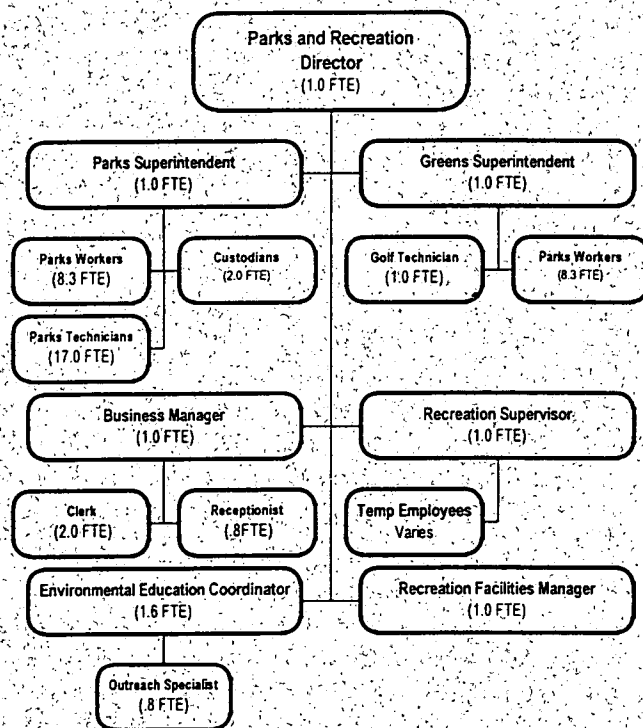 Parks and Recreation
Director
(1.0 FTE)
Parks Superintendent
(1.0 FTE)
Greens Superintendent
(1.0 FTE)
Parks Workers
(8.3 FTE)
Custodians
(2.0 FTE)
Golf Technician
(1.0 FTE)
Parks Workers
(8.3 FTE)
Parks Technicians
(17.0 FTE)
Business Manager
(1.0 FTE)
Recreation Supervisor
(1.0 FTE)
Clerk
(2.0 FTE)
Receptionist
(.8FTE)
Temp Employees
Varies
Environmental Education Coordinator
(1.6 FTE)
Recreation Facilities Manager
(1.0 FTE)
Outreach Specialist
(.8 FTE)